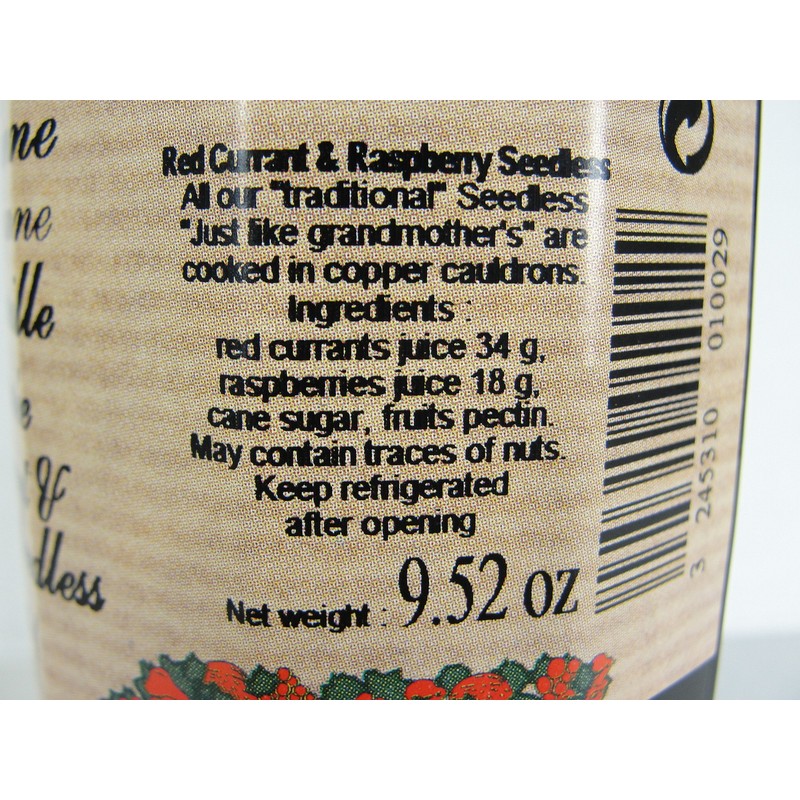 Red Currant & Raspberry Seedless
All our "traditional" Seedless
"Just like grandmother's" are
cooked in copper cauldrons.
Ingredients :
red currants juice 34 g,
raspberries juice 18 g,
cane sugar, fruits pectin.
May contain traces of nuts.
Keep refrigerated
after opening
Net weight : 9.52 oz
3 245310 010029